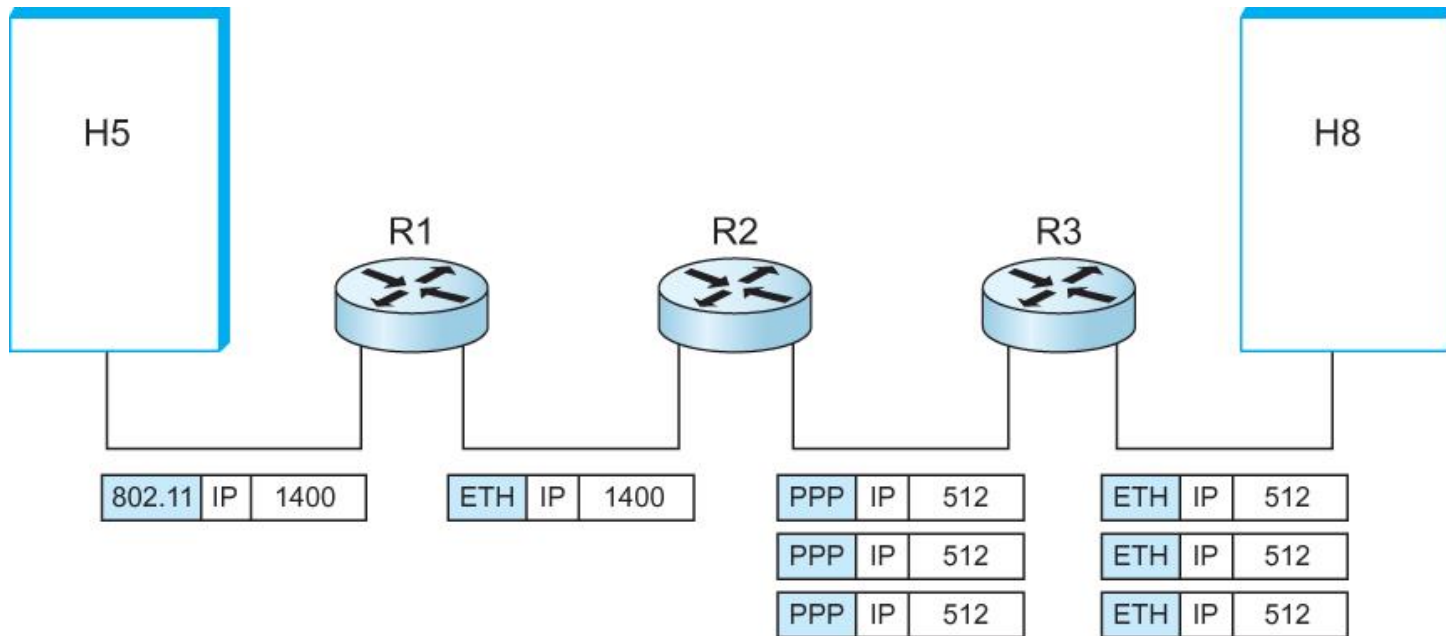 H5
H8
R1 R2 R3
802.11 IP 1400 ETH IP 1400 PPP IP 512 ETH IP 512
PPP IP 512 ETH IP 512
PPP IP 512 ETH IP 512